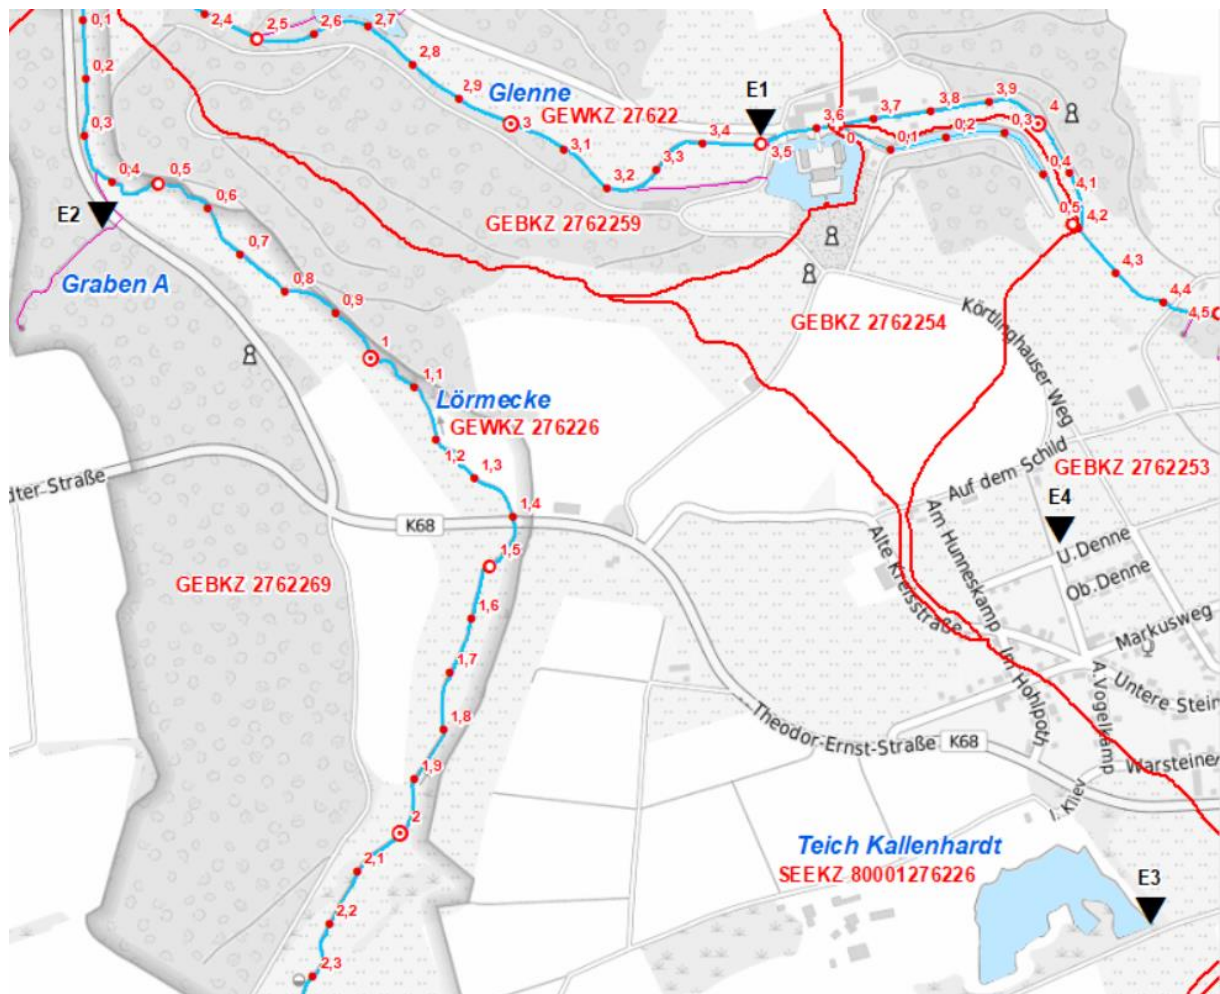 0,1
2,4
2,5
2,6
2,7
0,2
2,8
2,9
Glenne
GEWKZ 27622
E1
3,9
3,8
3,7
4
0,3
3
3,4
3,6
0
0,1
0,2
0,3
3,1
3,5
3,3
0,4
0,5
3,2
0,4
4,1
0,6
E2
GEBKZ 2762259
0,5
4,2
0,7
4,3
Graben A
0,8
4,4
0,9
GEBKZ 2762254
Körtlinghauser Weg
4,5
1
1,1
Lörmecke
GEWKZ 276226
1,2
1,3
GEBKZ 2762253
dter Straße
Auf dem Schild
E4
1,4
K68
Am Hunneskamp
Alte Kreisstraße
U.Denne
1,5
Ob.Denne
GEBKZ 2762269
1,6
Markusweg
1,7
Im Hohlpoth
A.Vogelkamp
Untere Stein
1,8
Theodor-Ernst-Straße
K68
1,9
Warsteine
I. Kliev
2
Teich Kallenhardt
2,1
SEEKZ 80001276226
E3
2,2
2,3